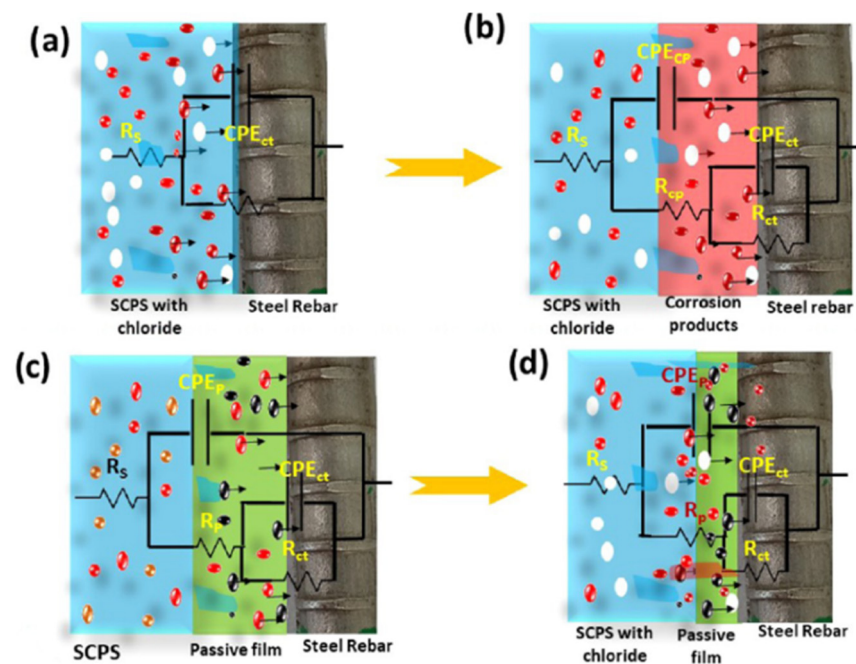 (a)
R_S
CPE_ct
SCPS with
chloride
Steel Rebar
(b)
CPE_CP
R_S
CPE_ct
R_cp
R_ct
SCPS with
chloride
Corrosion
products
Steel rebar
(c)
CPE_P
R_S
CPE_ct
R_P
R_ct
SCPS
Passive film
Steel Rebar
(d)
CPE_P
R_S
CPE_ct
R_p
R_ct
SCPS with
chloride
Passive
film
Steel Rebar